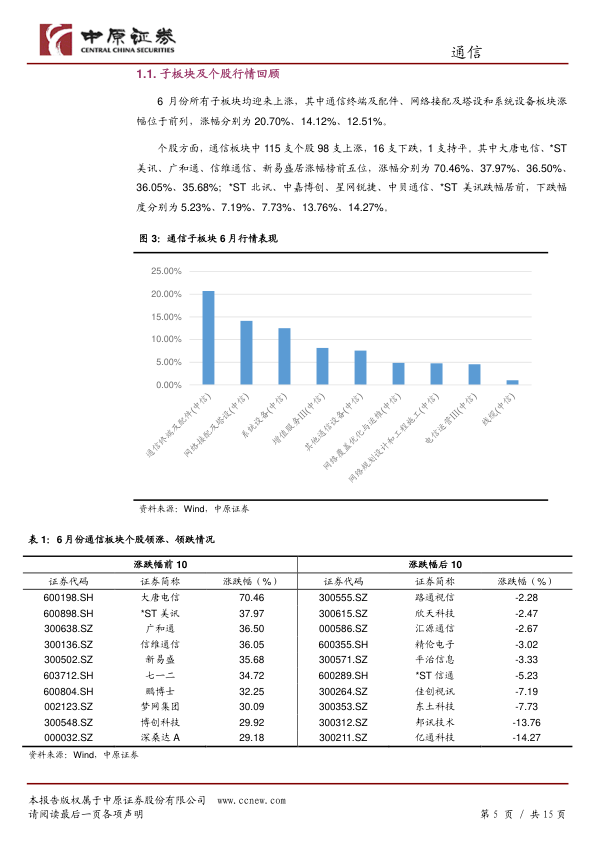 中原证券
CENTRAL CHINA SECURITIES
通信
1.1. 子板块及个股行情回顾
6 月份所有子板块均迎来上涨，其中通信终端及配件、网络接配及塔设和系统设备板块涨
幅位于前列，涨幅分别为 20.70%、14.12%、12.51%。
个股方面，通信板块中 115 支个股 98 支上涨，16 支下跌，1 支持平。其中大唐电信、*ST
美讯、广和通、信维通信、新易盛居涨幅榜前五位，涨幅分别为 70.46%、37.97%、36.50%、
36.05%、35.68%；*ST 北讯、中嘉博创、星网锐捷、中贝通信、*ST 美讯跌幅居前，下跌幅
度分别为 5.23%、7.19%、7.73%、13.76%、14.27%。
图 3：通信子板块 6 月行情表现
25.00%
20.00%
15.00%
10.00%
5.00%
0.00%
通信终端及配件(中信)
网络接配及塔设(中信)
系统设备(中信)
增值服务III(中信)
其他通信设备(中信)
网络覆盖优化与运维(中信)
网络规划设计和工程施工(中信)
电信运营III(中信)
线缆(中信)
资料来源：Wind，中原证券
表 1：6 月份通信板块个股领涨、领跌情况
涨跌幅前 10 涨跌幅后 10
证券代码 证券简称 涨跌幅（%） 证券代码 证券简称 涨跌幅（%）
600198.SH 大唐电信 70.46 300555.SZ 路通视信 -2.28
600898.SH *ST 美讯 37.97 300615.SZ 欣天科技 -2.47
300638.SZ 广和通 36.50 000586.SZ 汇源通信 -2.67
300136.SZ 信维通信 36.05 600355.SH 精伦电子 -3.02
300502.SZ 新易盛 35.68 300571.SZ 平治信息 -3.33
603712.SH 七一二 34.72 600289.SH *ST 信通 -5.23
600804.SH 鹏博士 32.25 300264.SZ 佳创视讯 -7.19
002123.SZ 梦网集团 30.09 300353.SZ 东土科技 -7.73
300548.SZ 博创科技 29.92 300312.SZ 邦讯技术 -13.76
000032.SZ 深桑达 A 29.18 300211.SZ 亿通科技 -14.27
资料来源：Wind，中原证券
本报告版权属于中原证券股份有限公司 www.ccnew.com
请阅读最后一页各项声明 第 5 页 / 共 15 页